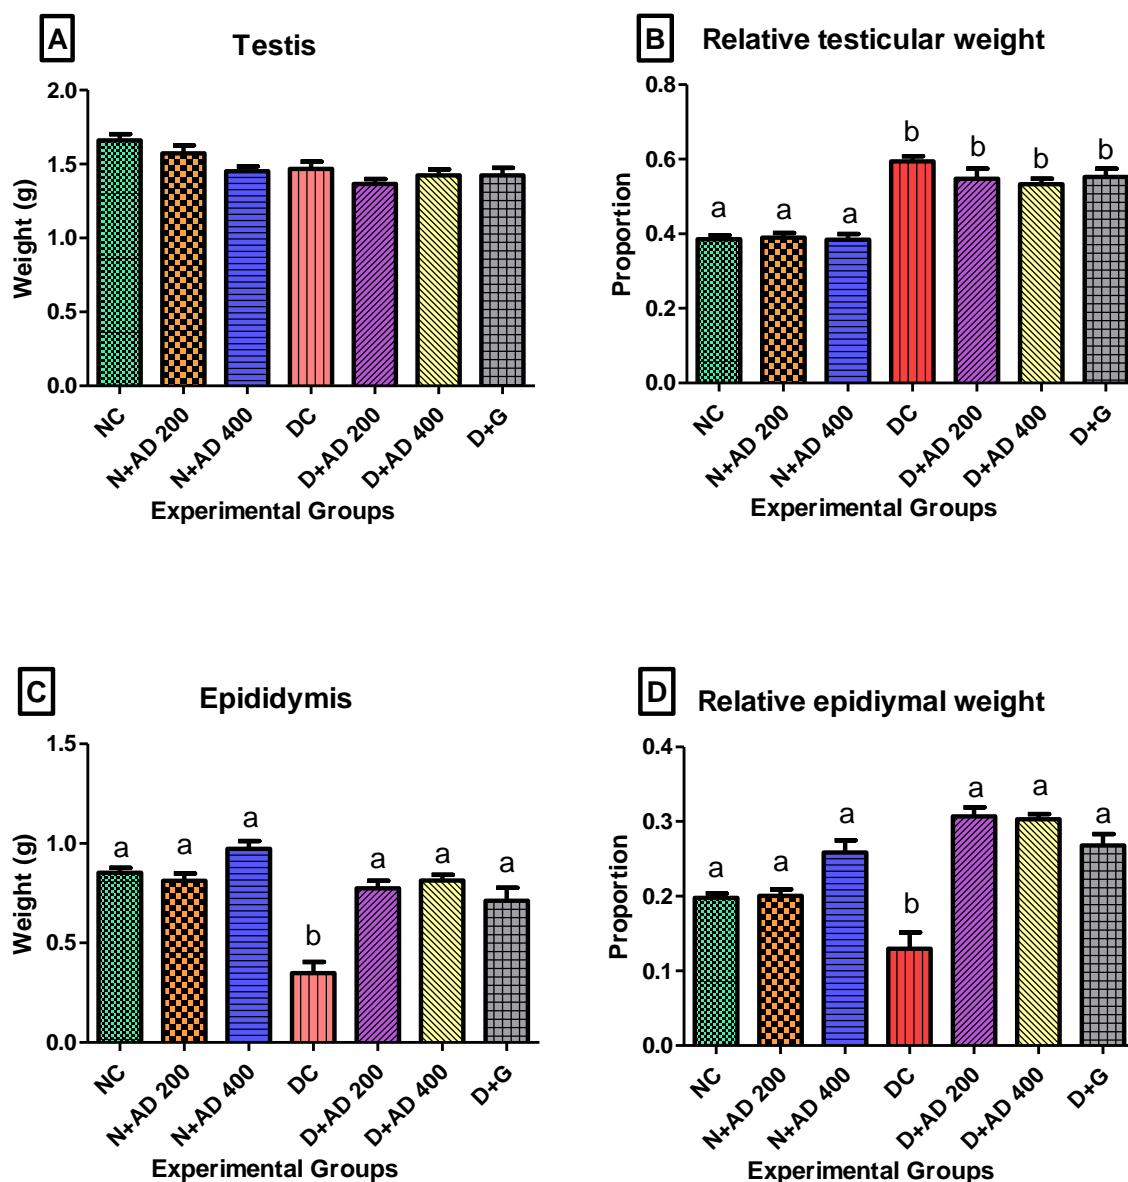 A
Testis
Weight (g)
2.0
1.5
1.0
0.5
0.0
NC
N+AD 200
N+AD 400
DC
D+AD 200
D+AD 400
D+G
Experimental Groups
B
Relative testicular weight
Proportion
0.8
0.6
0.4
0.2
0.0
a
a
a
b
b
b
b
NC
N+AD 200
N+AD 400
DC
D+AD 200
D+AD 400
D+G
Experimental Groups
C
Epididymis
Weight (g)
1.5
1.0
0.5
0.0
a
a
a
b
a
a
a
NC
N+AD 200
N+AD 400
DC
D+AD 200
D+AD 400
D+G
Experimental Groups
D
Relative epidiymal weight
Proportion
0.4
0.3
0.2
0.1
0.0
a
a
a
b
a
a
a
NC
N+AD 200
N+AD 400
DC
D+AD 200
D+AD 400
D+G
Experimental Groups